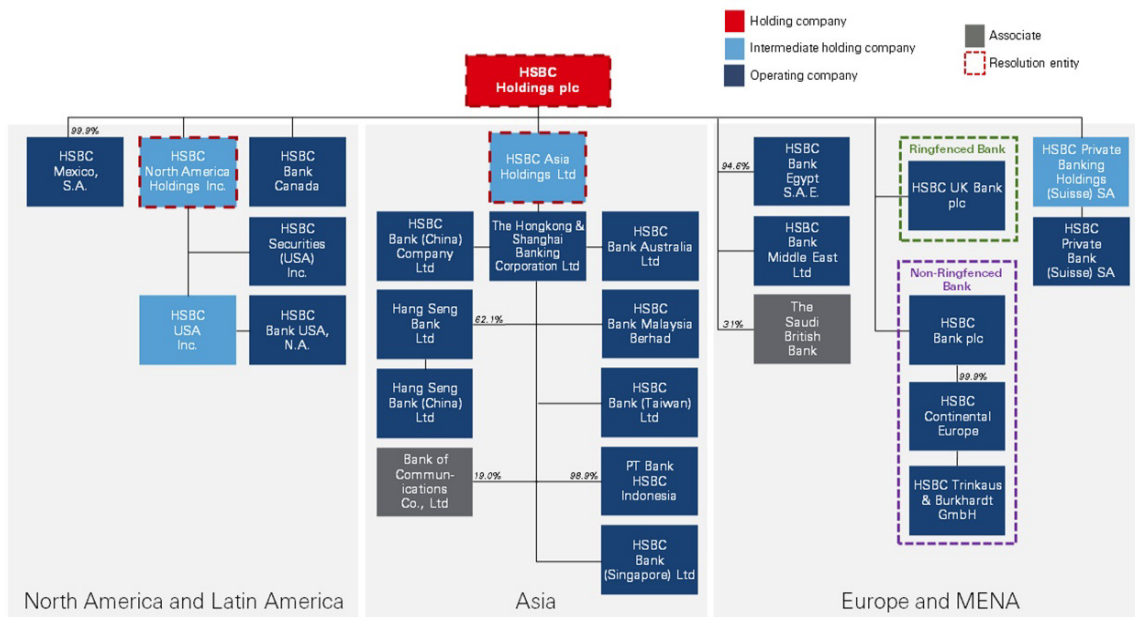 Holding company
Intermediate holding company
Operating company
Associate
Resolution entity
HSBC
Holdings plc
99.9%
HSBC
Mexico,
S.A.
HSBC
North America
Holdings Inc.
HSBC
Bank
Canada
HSBC
Securities
(USA)
Inc.
HSBC
USA
Inc.
HSBC
Bank USA,
N.A.
North America and Latin America
HSBC Asia
Holdings Ltd
HSBC
Bank (China)
Company
Ltd
The Hongkong &
Shanghai
Banking
Corporation Ltd
HSBC
Bank Australia
Ltd
Hang Seng
Bank
Ltd
62.1%
HSBC
Bank Malaysia
Berhad
Hang Seng
Bank (China)
Ltd
HSBC
Bank (Taiwan)
Ltd
Bank of
Commun-
ications
Co., Ltd
19.0%
98.9%
PT Bank
HSBC
Indonesia
HSBC
Bank
(Singapore) Ltd
Asia
94.6%
HSBC
Bank
Egypt
S.A.E.
HSBC
Bank
Middle East
Ltd
31%
The
Saudi
British
Bank
Ringfenced Bank
HSBC UK Bank
plc
Non-Ringfenced
Bank
HSBC
Bank plc
99.9%
HSBC
Continental
Europe
HSBC Trinkaus
& Burkhardt
GmbH
HSBC Private
Banking
Holdings
(Suisse) SA
HSBC
Private
Bank
(Suisse) SA
Europe and MENA